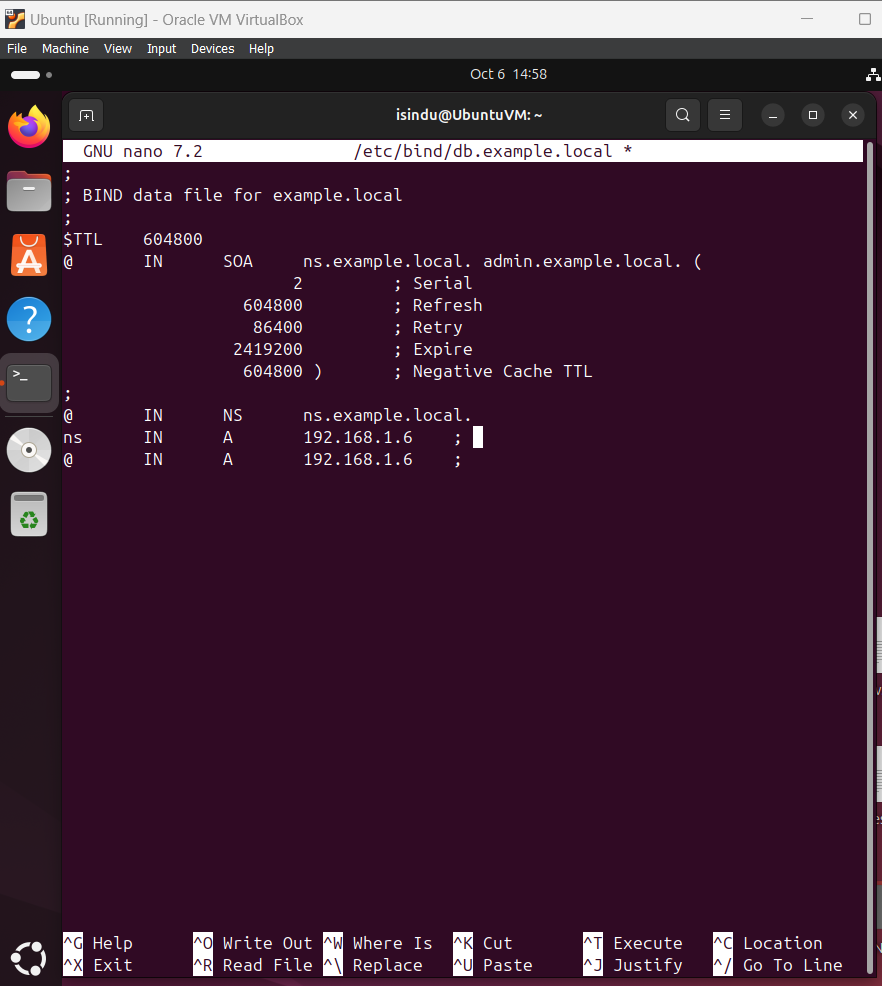 Ubuntu [Running] - Oracle VM VirtualBox
File Machine View Input Devices Help
Oct 6 14:58
isindu@UbuntuVM: ~
GNU nano 7.2 /etc/bind/db.example.local *
;
; BIND data file for example.local
;
$TTL 604800
@ IN SOA ns.example.local. admin.example.local. (
2 ; Serial
604800 ; Refresh
86400 ; Retry
2419200 ; Expire
604800 ) ; Negative Cache TTL
;
@ IN NS ns.example.local.
ns IN A 192.168.1.6 ;
@ IN A 192.168.1.6 ;
^G Help ^O Write Out ^W Where Is ^K Cut ^T Execute ^C Location
^X Exit ^R Read File ^\ Replace ^U Paste ^J Justify ^/ Go To Line